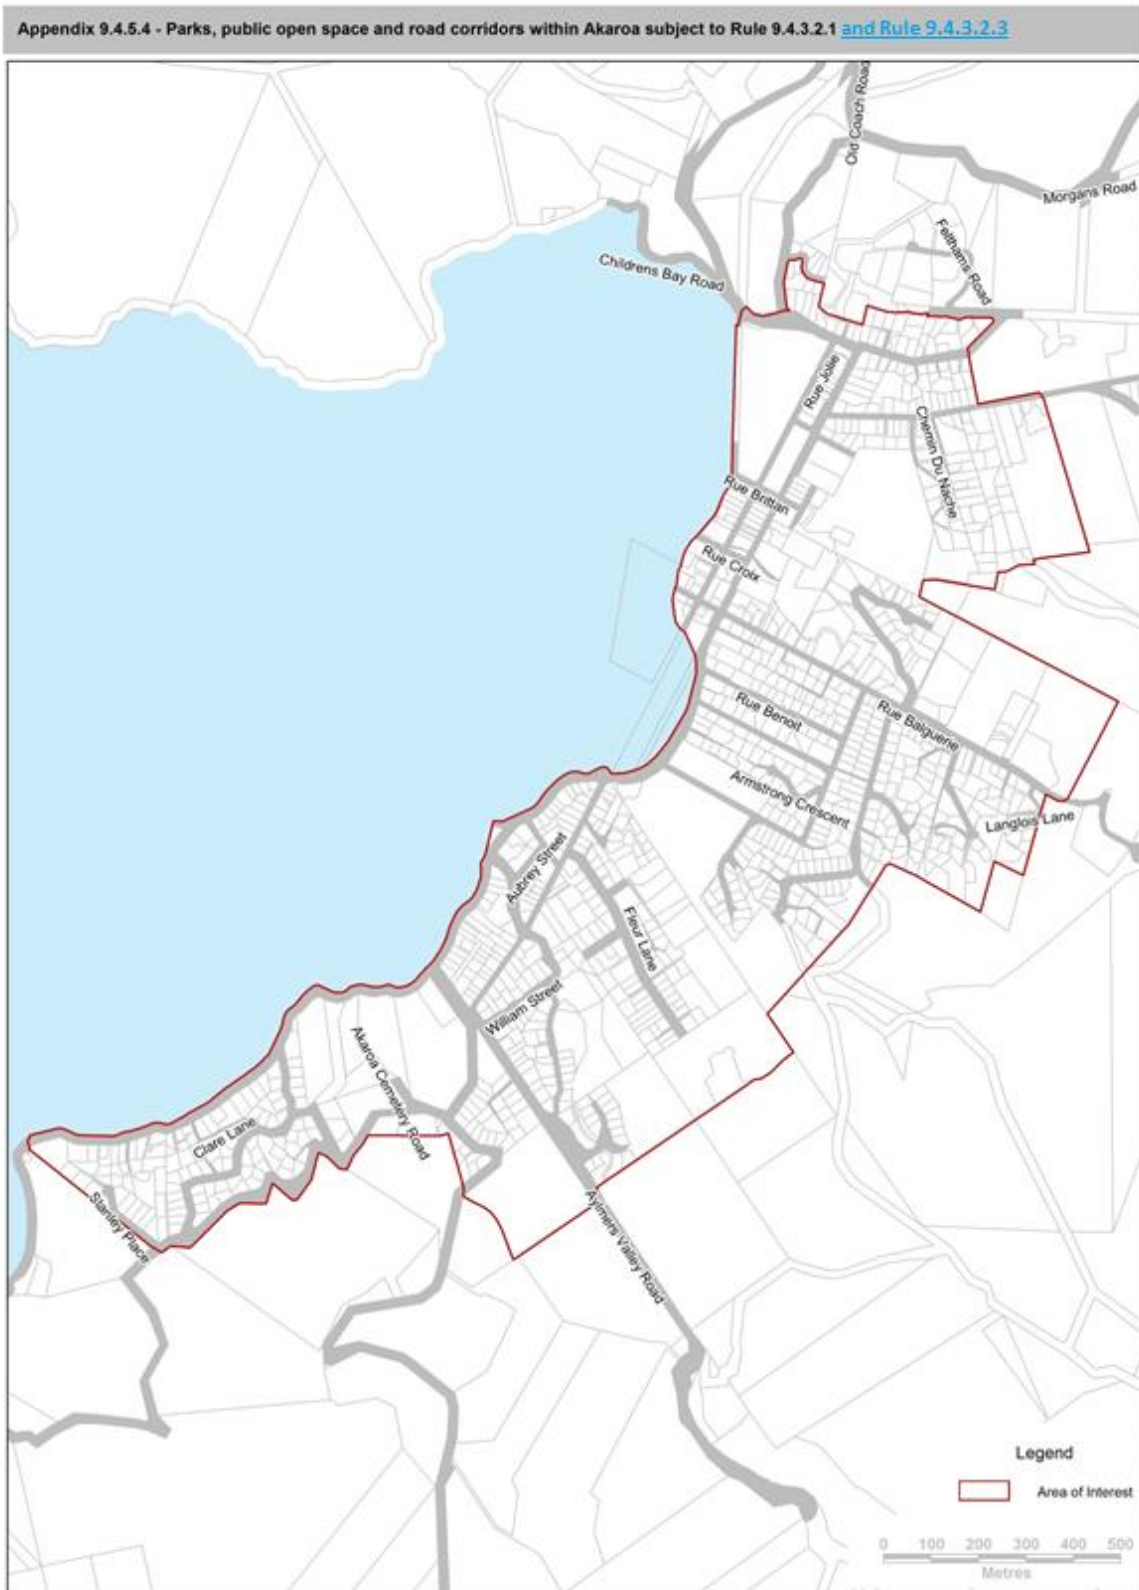 Appendix 9.4.5.4 - Parks, public open space and road corridors within Akaroa subject to Rule 9.4.3.2.1 and Rule 9.4.3.2.3
Old Coach Road
Morgans Road
Felthams Road
Childrens Bay Road
Rue Jolie
Chemin Du Nache
Rue Brittan
Rue Croix
Rue Benoit
Rue Balguerie
Armstrong Crescent
Langlois Lane
Aubrey Street
Fleur Lane
William Street
Akaroa Cemetery Road
Clare Lane
Stanley Place
Aylmers Valley Road
Legend
Area of Interest
0 100 200 300 400 500
Metres